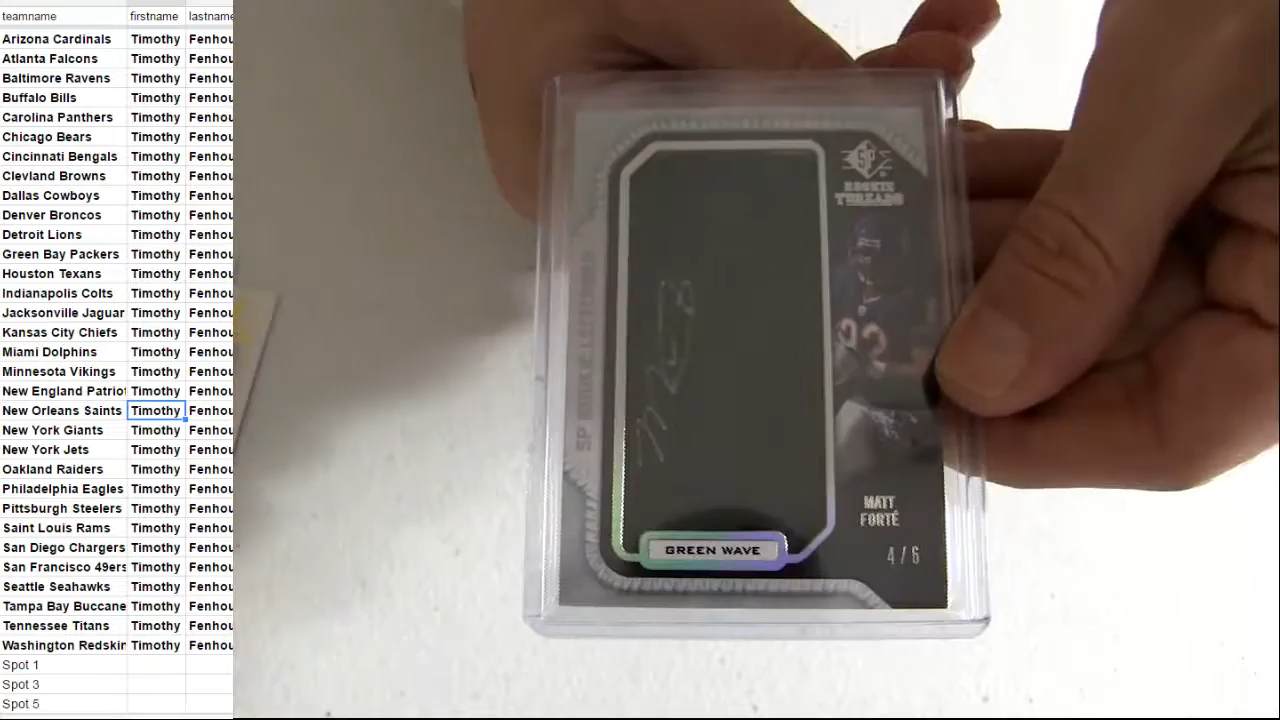 teamname firstname lastname
Arizona Cardinals Timothy Fenhou
Atlanta Falcons Timothy Fenhou
Baltimore Ravens Timothy Fenhou
Buffalo Bills Timothy Fenhou
Carolina Panthers Timothy Fenhou
Chicago Bears Timothy Fenhou
Cincinnati Bengals Timothy Fenhou
Clevland Browns Timothy Fenhou
Dallas Cowboys Timothy Fenhou
Denver Broncos Timothy Fenhou
Detroit Lions Timothy Fenhou
Green Bay Packers Timothy Fenhou
Houston Texans Timothy Fenhou
Indianapolis Colts Timothy Fenhou
Jacksonville Jaguar Timothy Fenhou
Kansas City Chiefs Timothy Fenhou
Miami Dolphins Timothy Fenhou
Minnesota Vikings Timothy Fenhou
New England Patriot Timothy Fenhou
New Orleans Saints Timothy Fenhou
New York Giants Timothy Fenhou
New York Jets Timothy Fenhou
Oakland Raiders Timothy Fenhou
Philadelphia Eagles Timothy Fenhou
Pittsburgh Steelers Timothy Fenhou
Saint Louis Rams Timothy Fenhou
San Diego Chargers Timothy Fenhou
San Francisco 49ers Timothy Fenhou
Seattle Seahawks Timothy Fenhou
Tampa Bay Buccane Timothy Fenhou
Tennessee Titans Timothy Fenhou
Washington Redskin Timothy Fenhou
Spot 1
Spot 3
Spot 5
SP
ROOKIE
THREADS
MATT
FORTÉ
4/6
GREEN WAVE